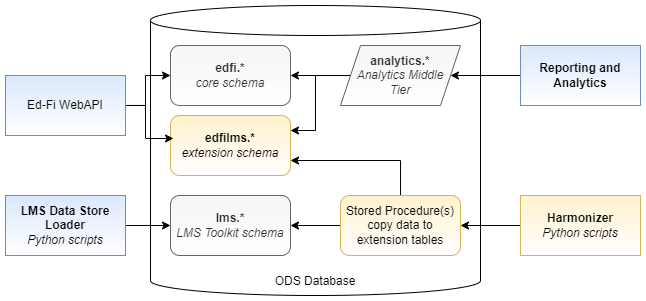 edfi.*
core schema
analytics.*
Analytics Middle
Tier
Reporting and
Analytics
Ed-Fi WebAPI
edfilms.*
extension schema
LMS Data Store
Loader
Python scripts
lms.*
LMS Toolkit schema
Stored Procedure(s)
copy data to
extension tables
Harmonizer
Python scripts
ODS Database